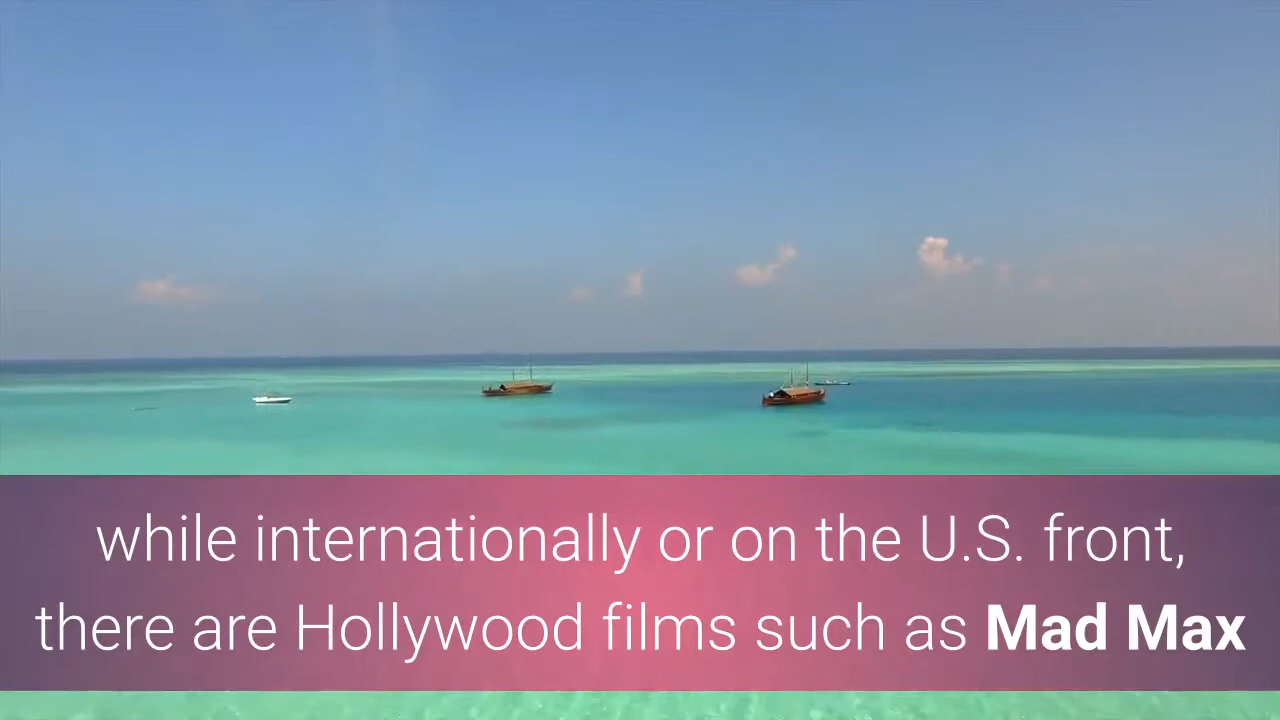 while internationally or on the U.S. front,
there are Hollywood films such as Mad Max